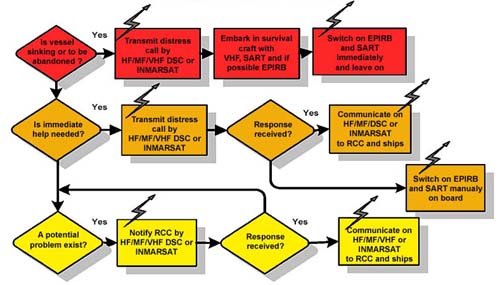 Is vessel
sinking or to be
abandoned ?
Yes
Transmit distress
call by
HF/MF/VHF DSC or
INMARSAT
Embark in survival
craft with
VHF, SART and if
possible EPIRB
Switch on EPIRB
and SART
immediately
and leave on
Is immediate
help needed?
Yes
Transmit distress
call by
HF/MF/VHF DSC or
INMARSAT
Response
received?
Yes
Communicate on
HF/MF/DSC or
INMARSAT
to RCC and ships
Switch on EPIRB
and SART manualy
on board
A potential
problem exist?
Yes
Notify RCC by
HF/MF/VHF DSC or
INMARSAT
Response
received?
Yes
Communicate on
HF/MF/VHF or
INMARSAT
to RCC and ships